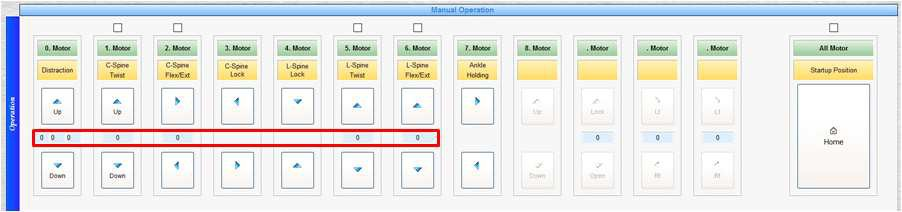 Manual Operation
Operation
0. Motor 1. Motor 2. Motor 3. Motor 4. Motor 5. Motor 6. Motor 7. Motor 8. Motor . Motor . Motor . Motor All Motor
Distraction C-Spine Twist C-Spine Flex/Ext C-Spine Lock L-Spine Lock L-Spine Twist L-Spine Flex/Ext Ankle Holding Startup Position
Up Up Up Lock Lt Lt
0 0 0 0 0 0 0 0 0 0
Home
Down Down Down Open Rt Rt